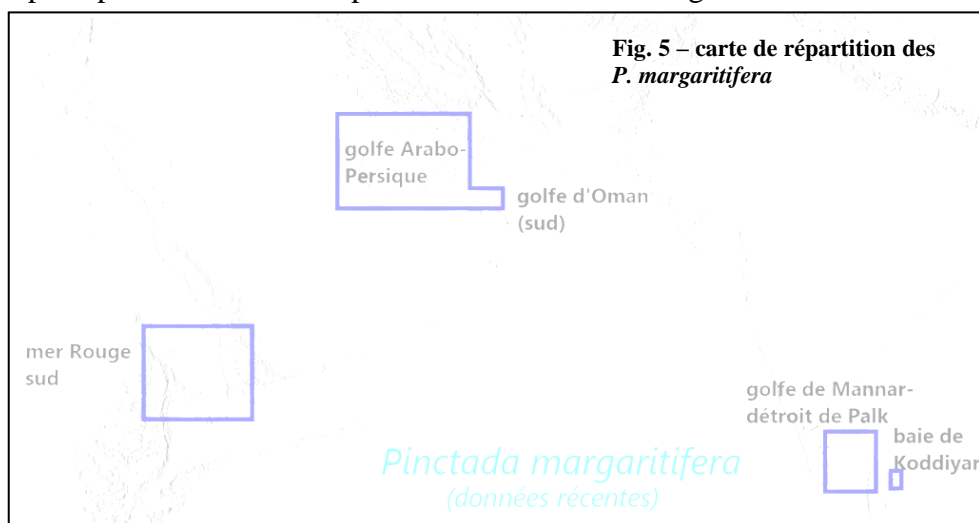 Fig. 5 – carte de répartition des
P. margaritifera
golfe Arabo-
Persique
golfe d'Oman
(sud)
mer Rouge
sud
golfe de Mannar-
détroit de Palk
baie de
Koddiyar
Pinctada margaritifera
(données récentes)